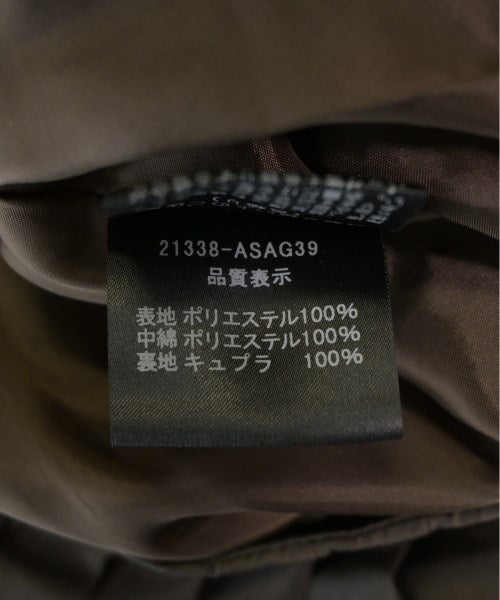 21338-ASAG39
品質表示
表地 ポリエステル100%
中綿 ポリエステル100%
裏地 キュプラ 100%